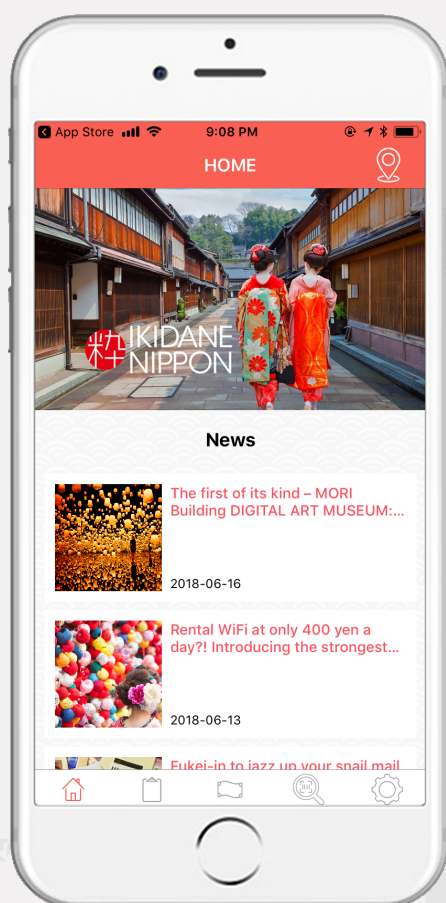 App Store
9:08 PM
HOME
粋 IKIDANE
NIPPON
News
The first of its kind – MORI
Building DIGITAL ART MUSEUM:...
2018-06-16
Rental WiFi at only 400 yen a
day?! Introducing the strongest...
2018-06-13
Fukei-in to jazz up your snail mail